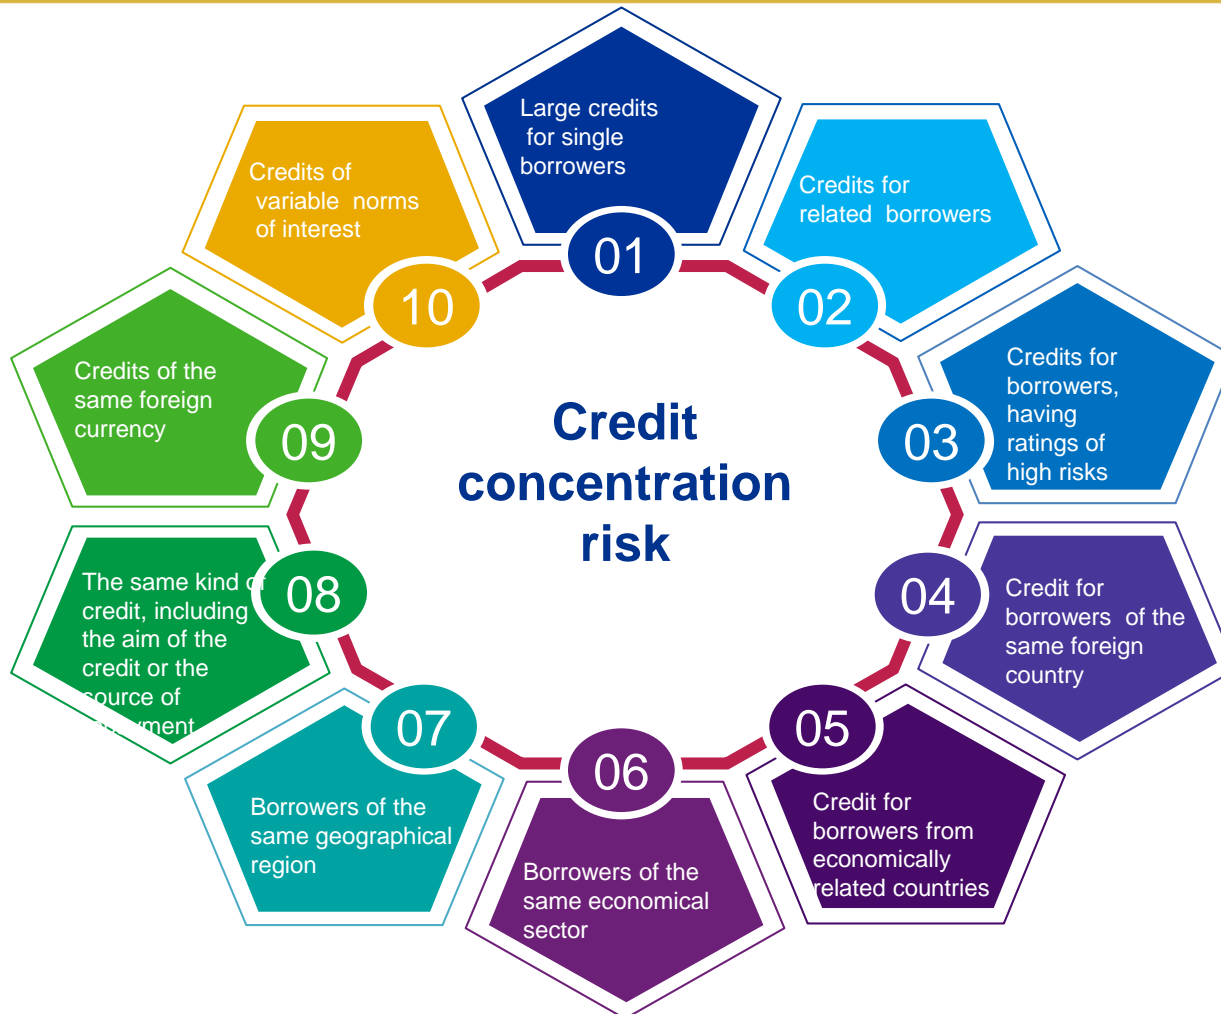 Credit
concentration
risk
01
Large credits
for single
borrowers
02
Credits for
related borrowers
03
Credits for
borrowers,
having
ratings of
high risks
04
Credit for
borrowers of the
same foreign
country
05
Credit for
borrowers from
economically
related countries
06
Borrowers of the
same economical
sector
07
Borrowers of the
same geographical
region
08
The same kind of
credit, including
the aim of the
credit or the
source of
09
Credits of the
same foreign
currency
10
Credits of
variable norms
of interest